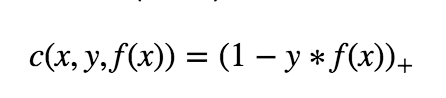 c(x, y, f(x)) = (1 − y * f(x))₊